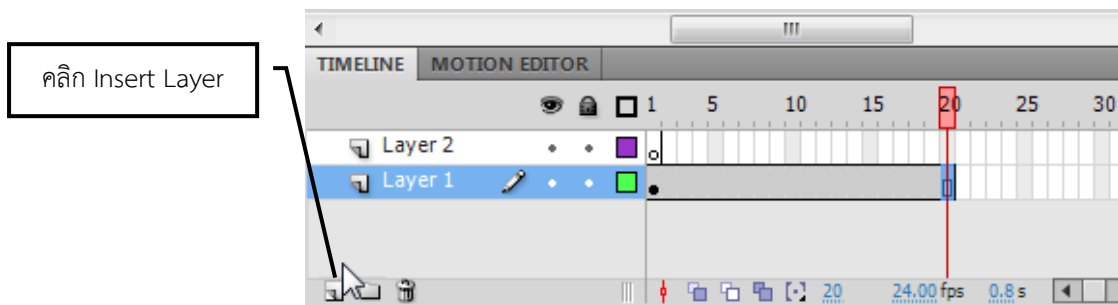 คลิก Insert Layer
TIMELINE MOTION EDITOR
1 5 10 15 20 25 30
Layer 2
Layer 1
20 24.00 fps 0.8 s